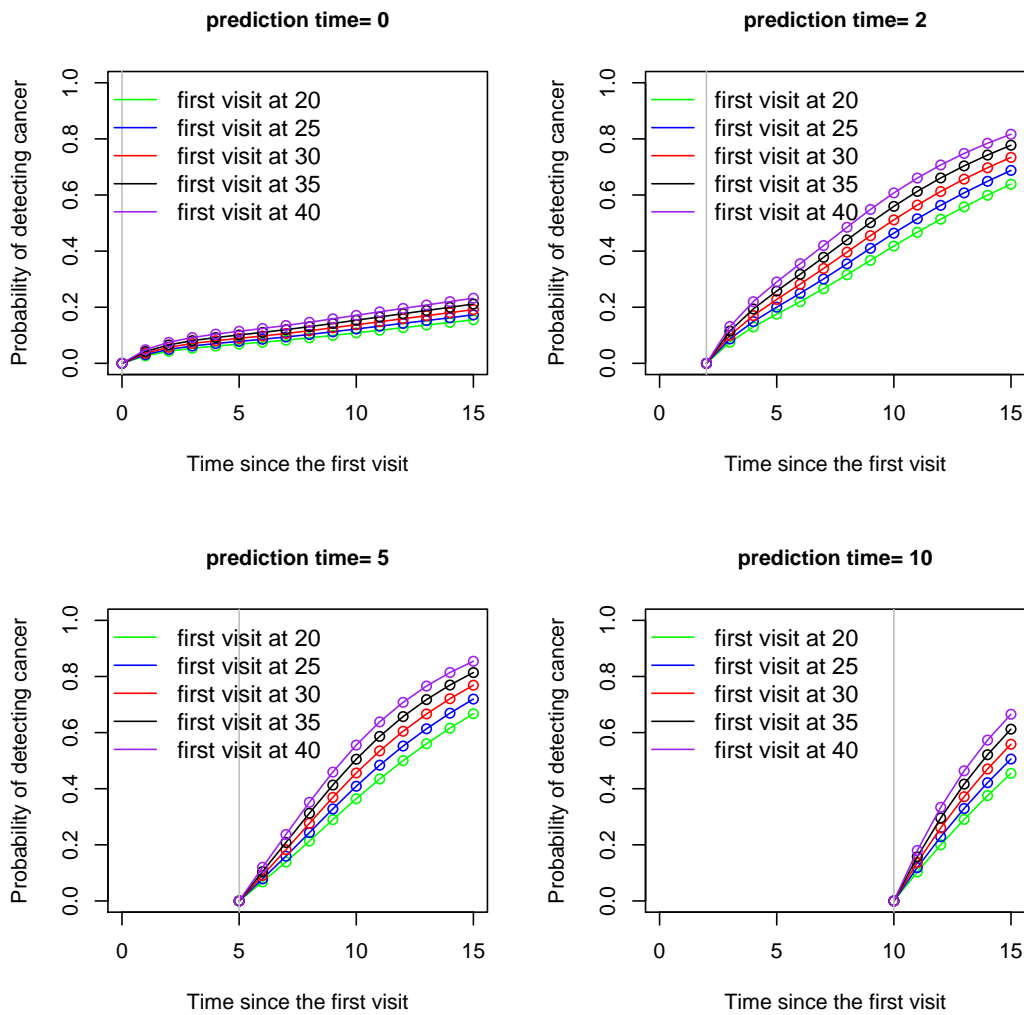 prediction time= 0
Probability of detecting cancer
0.0 0.2 0.4 0.6 0.8 1.0
first visit at 20
first visit at 25
first visit at 30
first visit at 35
first visit at 40
0 5 10 15
Time since the first visit
prediction time= 2
Probability of detecting cancer
0.0 0.2 0.4 0.6 0.8 1.0
first visit at 20
first visit at 25
first visit at 30
first visit at 35
first visit at 40
0 5 10 15
Time since the first visit
prediction time= 5
Probability of detecting cancer
0.0 0.2 0.4 0.6 0.8 1.0
first visit at 20
first visit at 25
first visit at 30
first visit at 35
first visit at 40
0 5 10 15
Time since the first visit
prediction time= 10
Probability of detecting cancer
0.0 0.2 0.4 0.6 0.8 1.0
first visit at 20
first visit at 25
first visit at 30
first visit at 35
first visit at 40
0 5 10 15
Time since the first visit